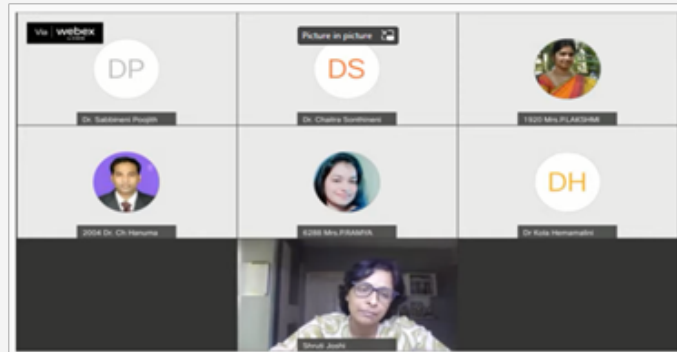 Via webex
Picture in picture
DP
DS
Dr. Sabbineni Poojith
Dr. Chaitra Sonthineni
1920 Mrs.P.LAKSHMI
DH
2004 Dr. Ch Hanuma
6288 Mrs.P.RAMYA
Dr Kola Hemamalini
Shruti Joshi